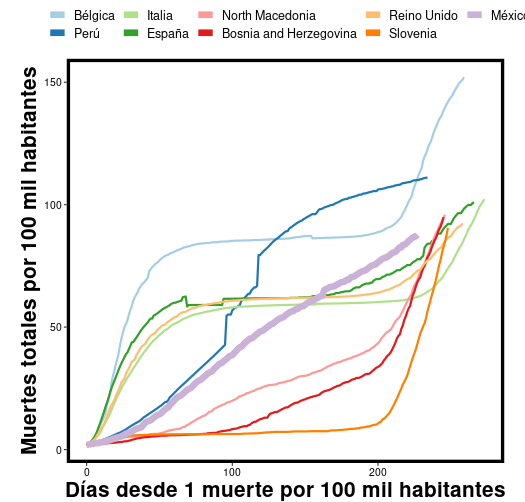 Bélgica Italia North Macedonia Reino Unido
Perú España Bosnia and Herzegovina Slovenia
Muertes totales por 100 mil habitantes
150
100
50
0
0 100 200
Días desde 1 muerte por 100 mil habitantes